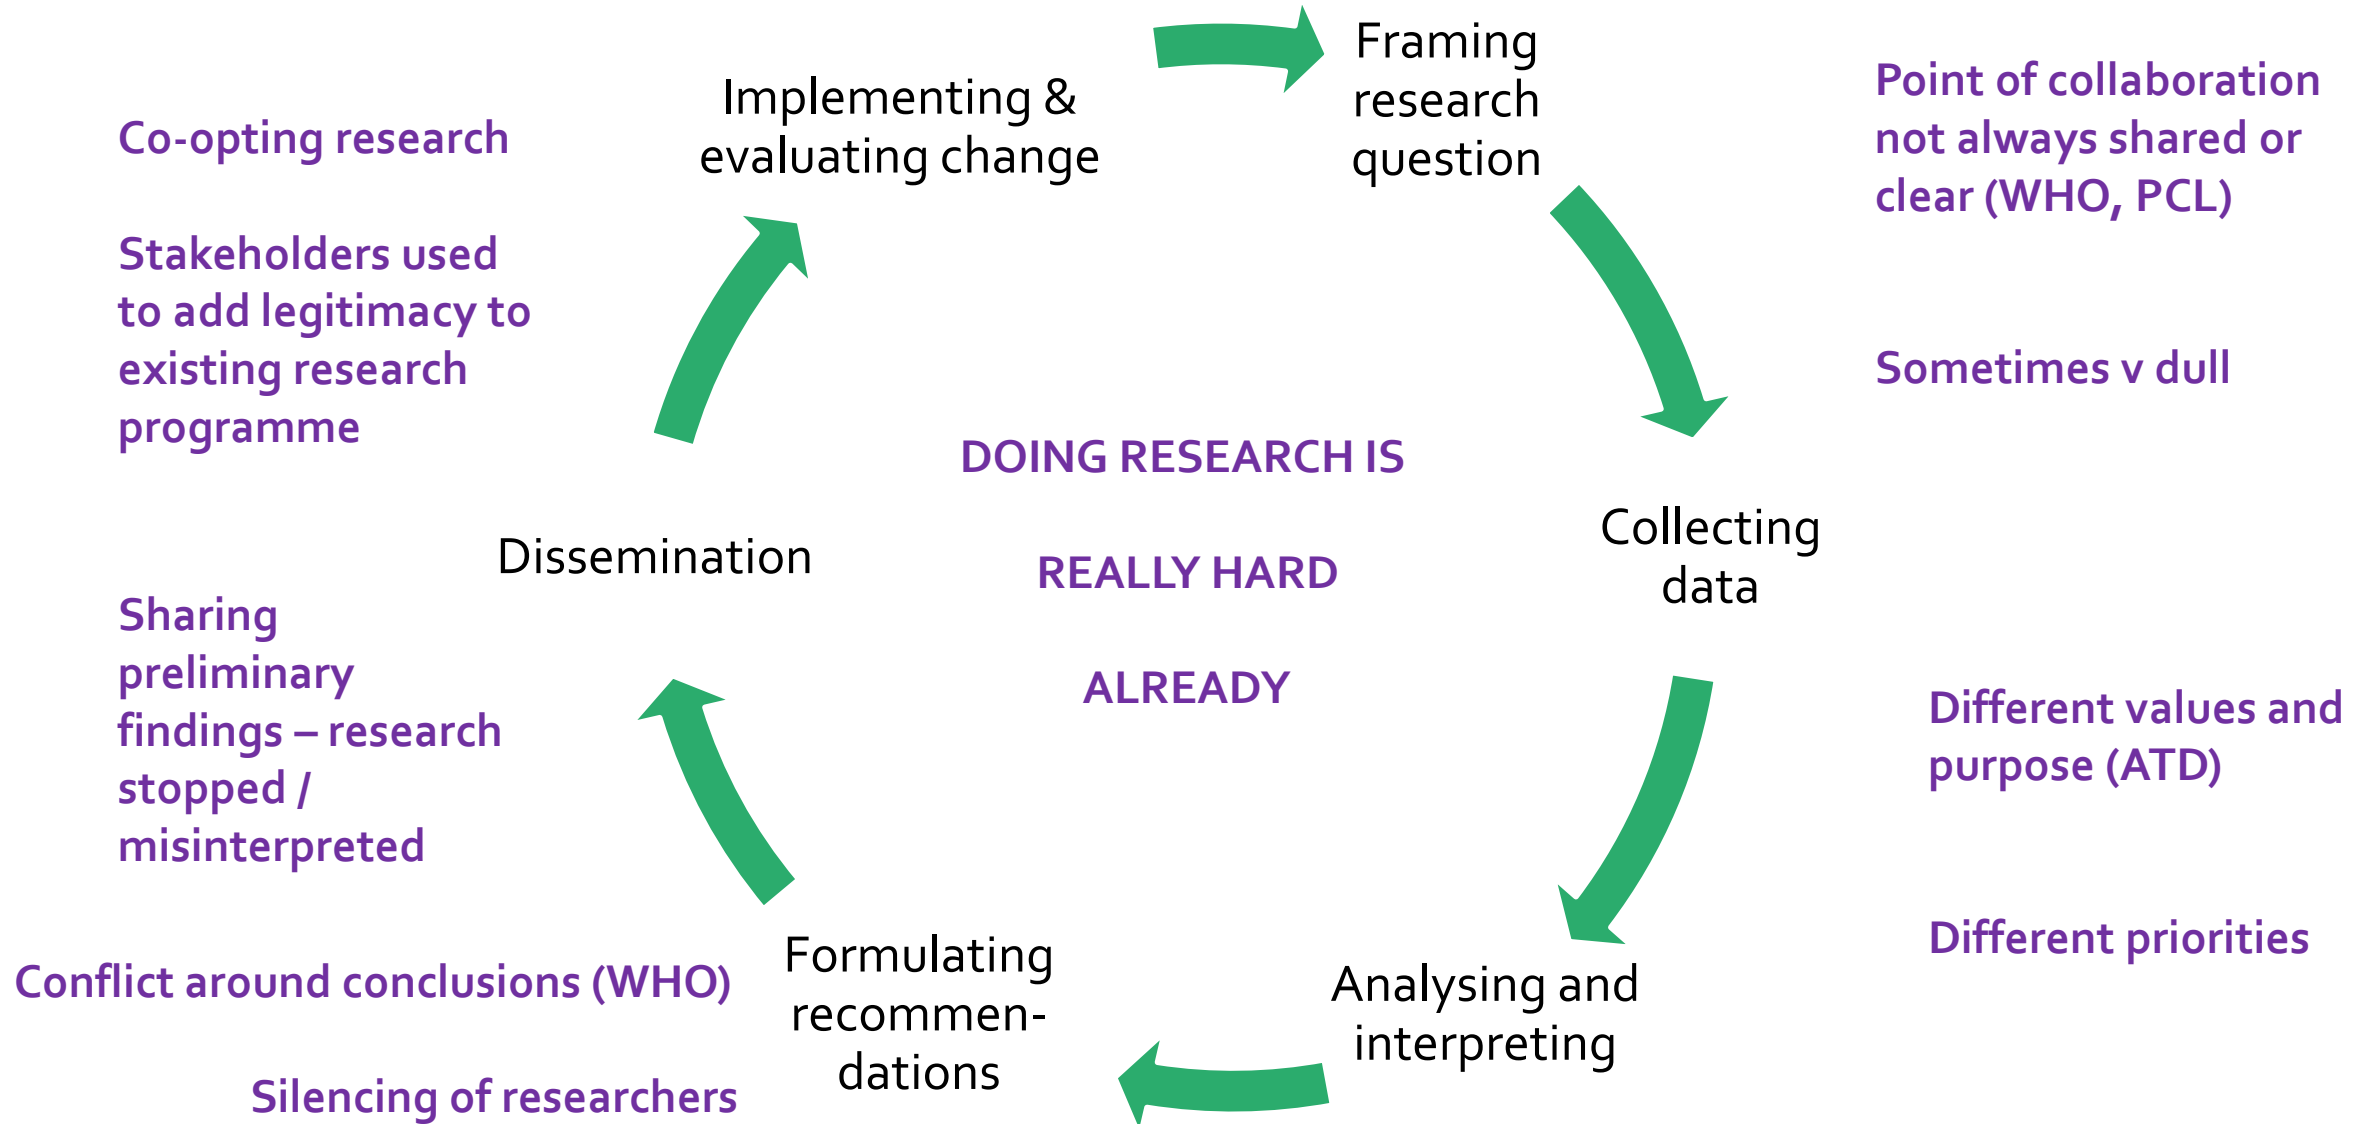 Framing
research
question
Implementing &
evaluating change
Point of collaboration
not always shared or
clear (WHO, PCL)
Co-opting research
Stakeholders used
to add legitimacy to
existing research
programme
Sometimes v dull
DOING RESEARCH IS
REALLY HARD
ALREADY
Collecting
data
Dissemination
Sharing
preliminary
findings – research
stopped /
misinterpreted
Different values and
purpose (ATD)
Different priorities
Analysing and
interpreting
Formulating
recommen-
dations
Conflict around conclusions (WHO)
Silencing of researchers